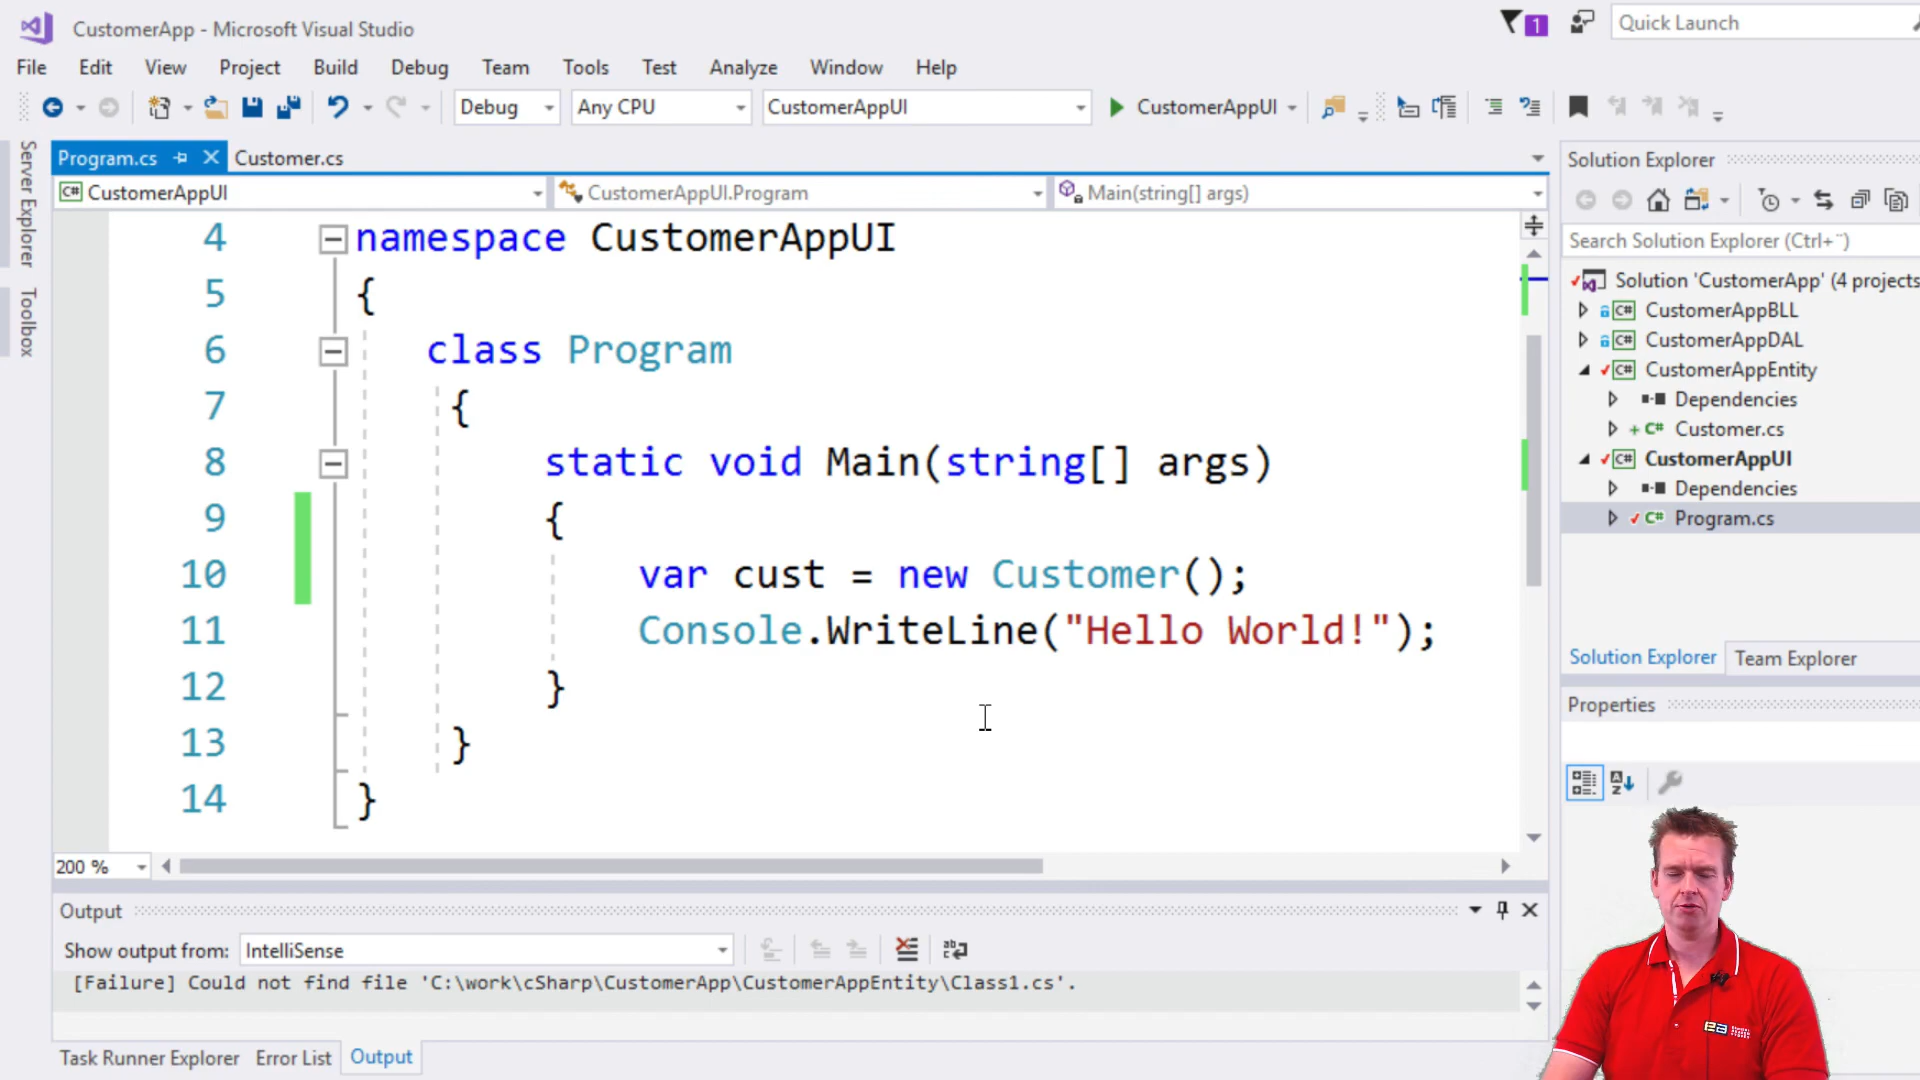 CustomerApp - Microsoft Visual Studio
1
Quick Launch
File Edit View Project Build Debug Team Tools Test Analyze Window Help
Debug Any CPU CustomerAppUI CustomerAppUI
Server Explorer
Toolbox
Program.cs Customer.cs
C# CustomerAppUI CustomerAppUI.Program Main(string[] args)
4 namespace CustomerAppUI
5 {
6 class Program
7 {
8 static void Main(string[] args)
9 {
10 var cust = new Customer();
11 Console.WriteLine("Hello World!");
12 }
13 }
14 }
200 %
Output
Show output from: IntelliSense
[Failure] Could not find file 'C:\work\cSharp\CustomerApp\CustomerAppEntity\Class1.cs'.
Task Runner Explorer Error List Output
Solution Explorer
Search Solution Explorer (Ctrl+¨)
Solution 'CustomerApp' (4 projects
C# CustomerAppBLL
C# CustomerAppDAL
C# CustomerAppEntity
Dependencies
C# Customer.cs
C# CustomerAppUI
Dependencies
C# Program.cs
Solution Explorer Team Explorer
Properties